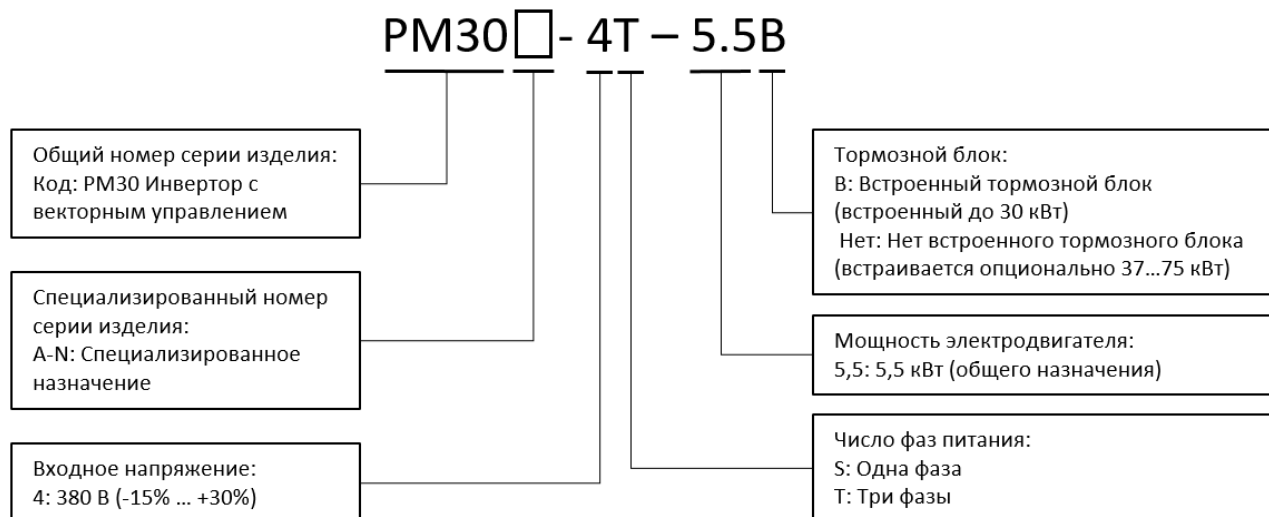 PM30□- 4T – 5.5B
Общий номер серии изделия:
Код: PM30 Инвертор с
векторным управлением
Специализированный номер
серии изделия:
A-N: Специализированное
назначение
Входное напряжение:
4: 380 В (-15% ... +30%)
Тормозной блок:
B: Встроенный тормозной блок
(встроенный до 30 кВт)
Нет: Нет встроенного тормозного блока
(встраивается опционально 37...75 кВт)
Мощность электродвигателя:
5,5: 5,5 кВт (общего назначения)
Число фаз питания:
S: Одна фаза
T: Три фазы